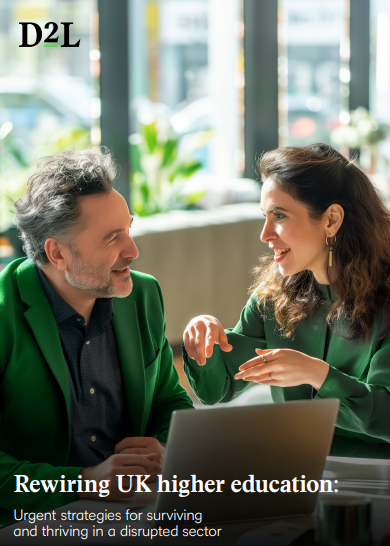 D2L
Rewiring UK higher education:
Urgent strategies for surviving
and thriving in a disrupted sector